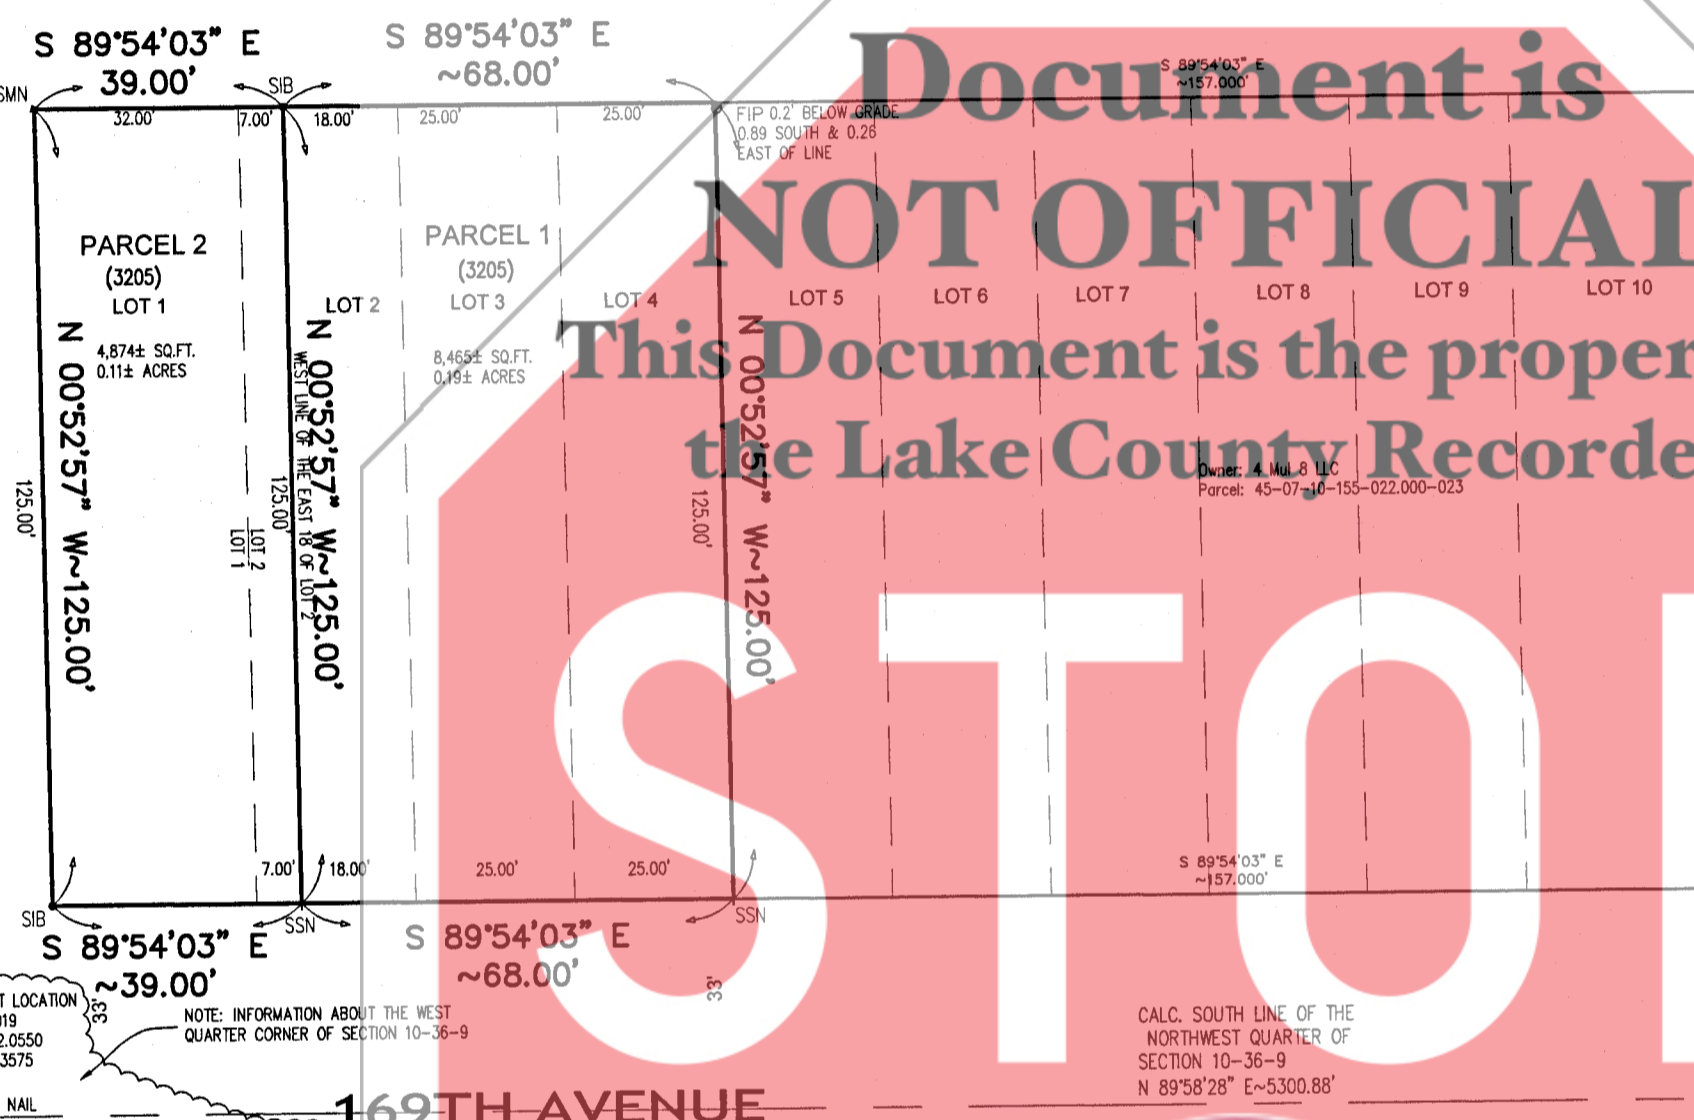 S 89°54'03" E
39.00'
S 89°54'03" E
~68.00'
S 89°54'03" E
~157.000'
Document is
SMN
SIB
32.00'
7.00'
18.00'
25.00'
25.00'
FIP 0.2' BELOW GRADE
0.89 SOUTH & 0.26
EAST OF LINE
NOT OFFICIAL
PARCEL 2
(3205)
LOT 1
4,874± SQ.FT.
0.11± ACRES
PARCEL 1
(3205)
LOT 2
LOT 3
LOT 4
LOT 5
LOT 6
LOT 7
LOT 8
LOT 9
LOT 10
8,465± SQ.FT.
0.19± ACRES
This Document is the proper
the Lake County Recorde
Owner: 4 Mul 8 LLC
Parcel: 45-07-10-155-022.000-023
N 00°52'57" W~125.00'
125.00'
LOT 2
LOT 1
125.00'
WEST LINE OF THE EAST 18 OF LOT 2
N 00°52'57" W~125.00'
125.00'
N 00°52'57" W~125.00'
STO
7.00'
18.00'
25.00'
25.00'
S 89°54'03" E
~157.000'
SIB
SSN
SSN
S 89°54'03" E
~39.00'
S 89°54'03" E
~68.00'
33'
33'
T LOCATION
019
2.0550
3575
NAIL
NOTE: INFORMATION ABOUT THE WEST
QUARTER CORNER OF SECTION 10-36-9
CALC. SOUTH LINE OF THE
NORTHWEST QUARTER OF
SECTION 10-36-9
N 89°58'28" E~5300.88'
169TH AVENUE